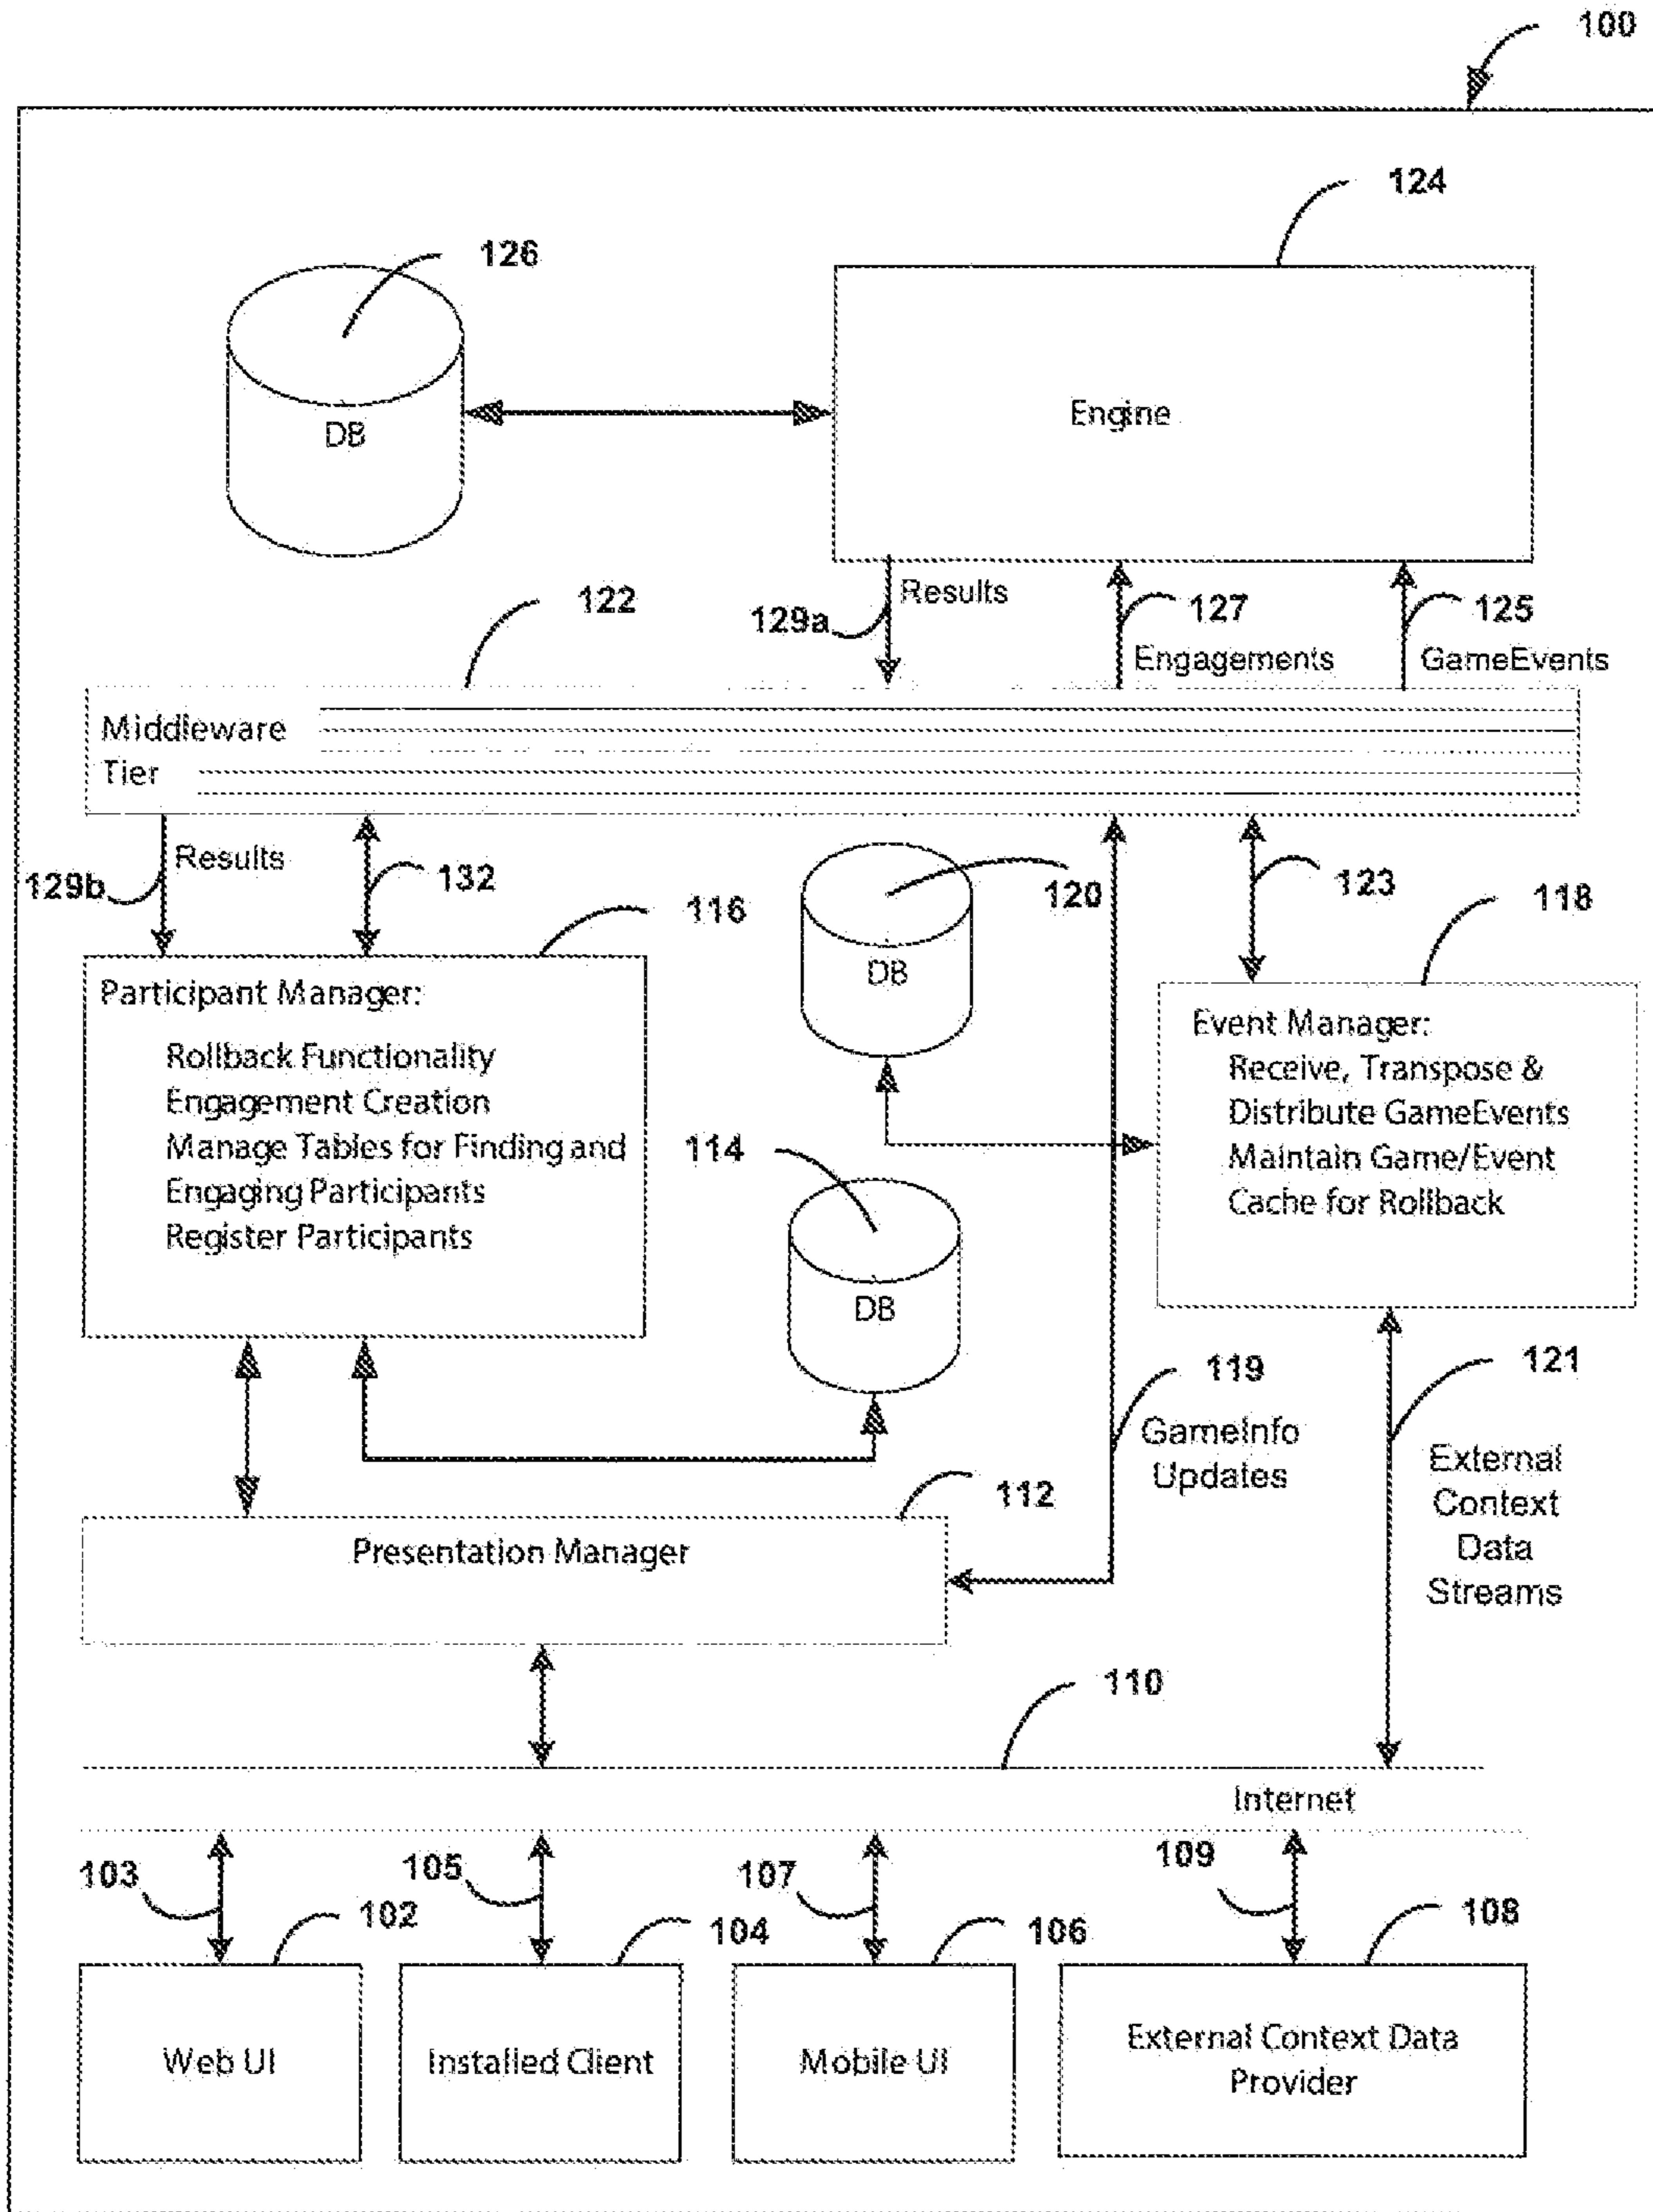 100
124
126
DB
Engine
122
129a
Results
127
Engagements
125
GameEvents
Middleware
Tier
129b
Results
132
116
120
DB
123
118
Participant Manager:
Rollback Functionality
Engagement Creation
Manage Tables for Finding and
Engaging Participants
Register Participants
Event Manager:
Receive, Transpose &
Distribute GameEvents
Maintain Game/Event
Cache for Rollback
114
DB
119
GameInfo
Updates
121
External
Context
Data
Streams
112
Presentation Manager
110
Internet
103
102
105
104
107
106
109
108
Web UI
Installed Client
Mobile UI
External Context Data
Provider